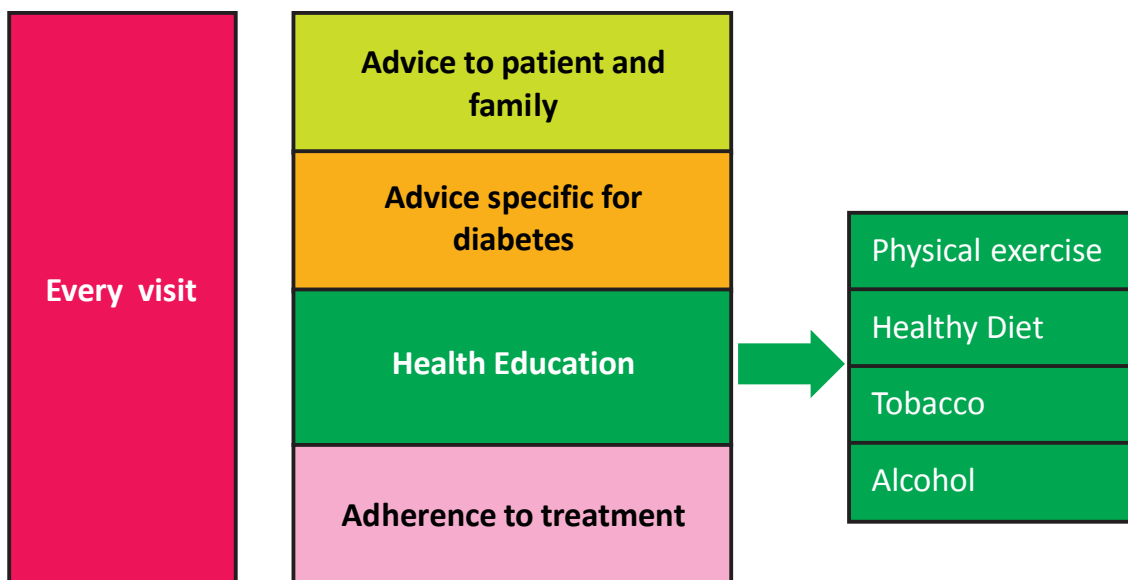 Every visit
Advice to patient and
family
Advice specific for
diabetes
Health Education
Adherence to treatment
Physical exercise
Healthy Diet
Tobacco
Alcohol